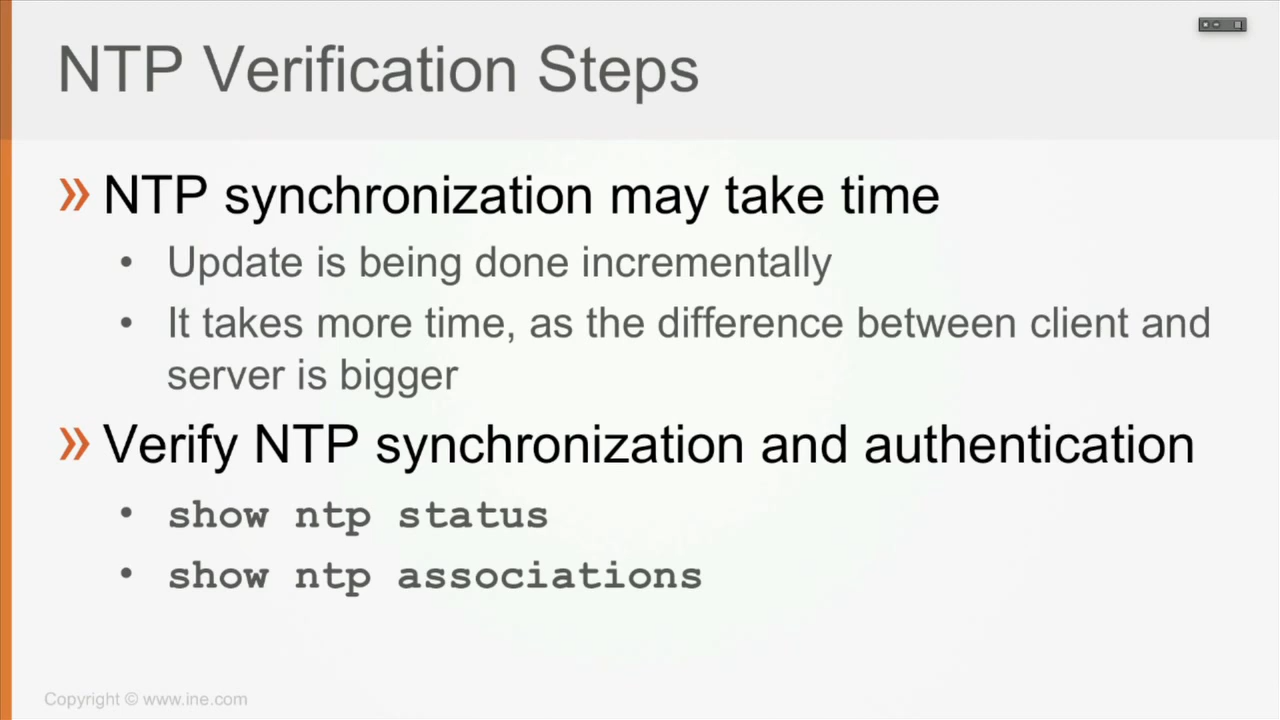 NTP Verification Steps
» NTP synchronization may take time
• Update is being done incrementally
• It takes more time, as the difference between client and
server is bigger
» Verify NTP synchronization and authentication
• show ntp status
• show ntp associations
Copyright © www.ine.com